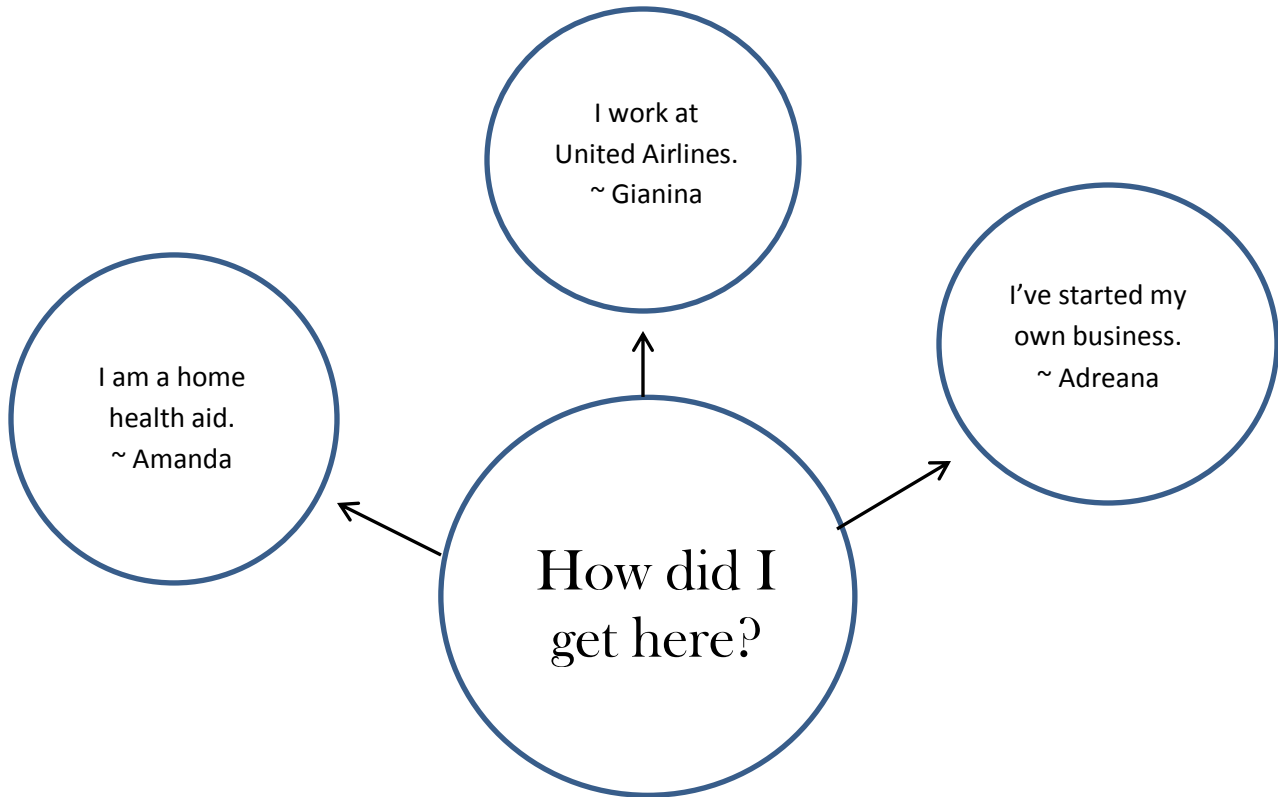 I work at
United Airlines.
~ Gianina
I've started my
own business.
~ Adreana
I am a home
health aid.
~ Amanda
How did I
get here?